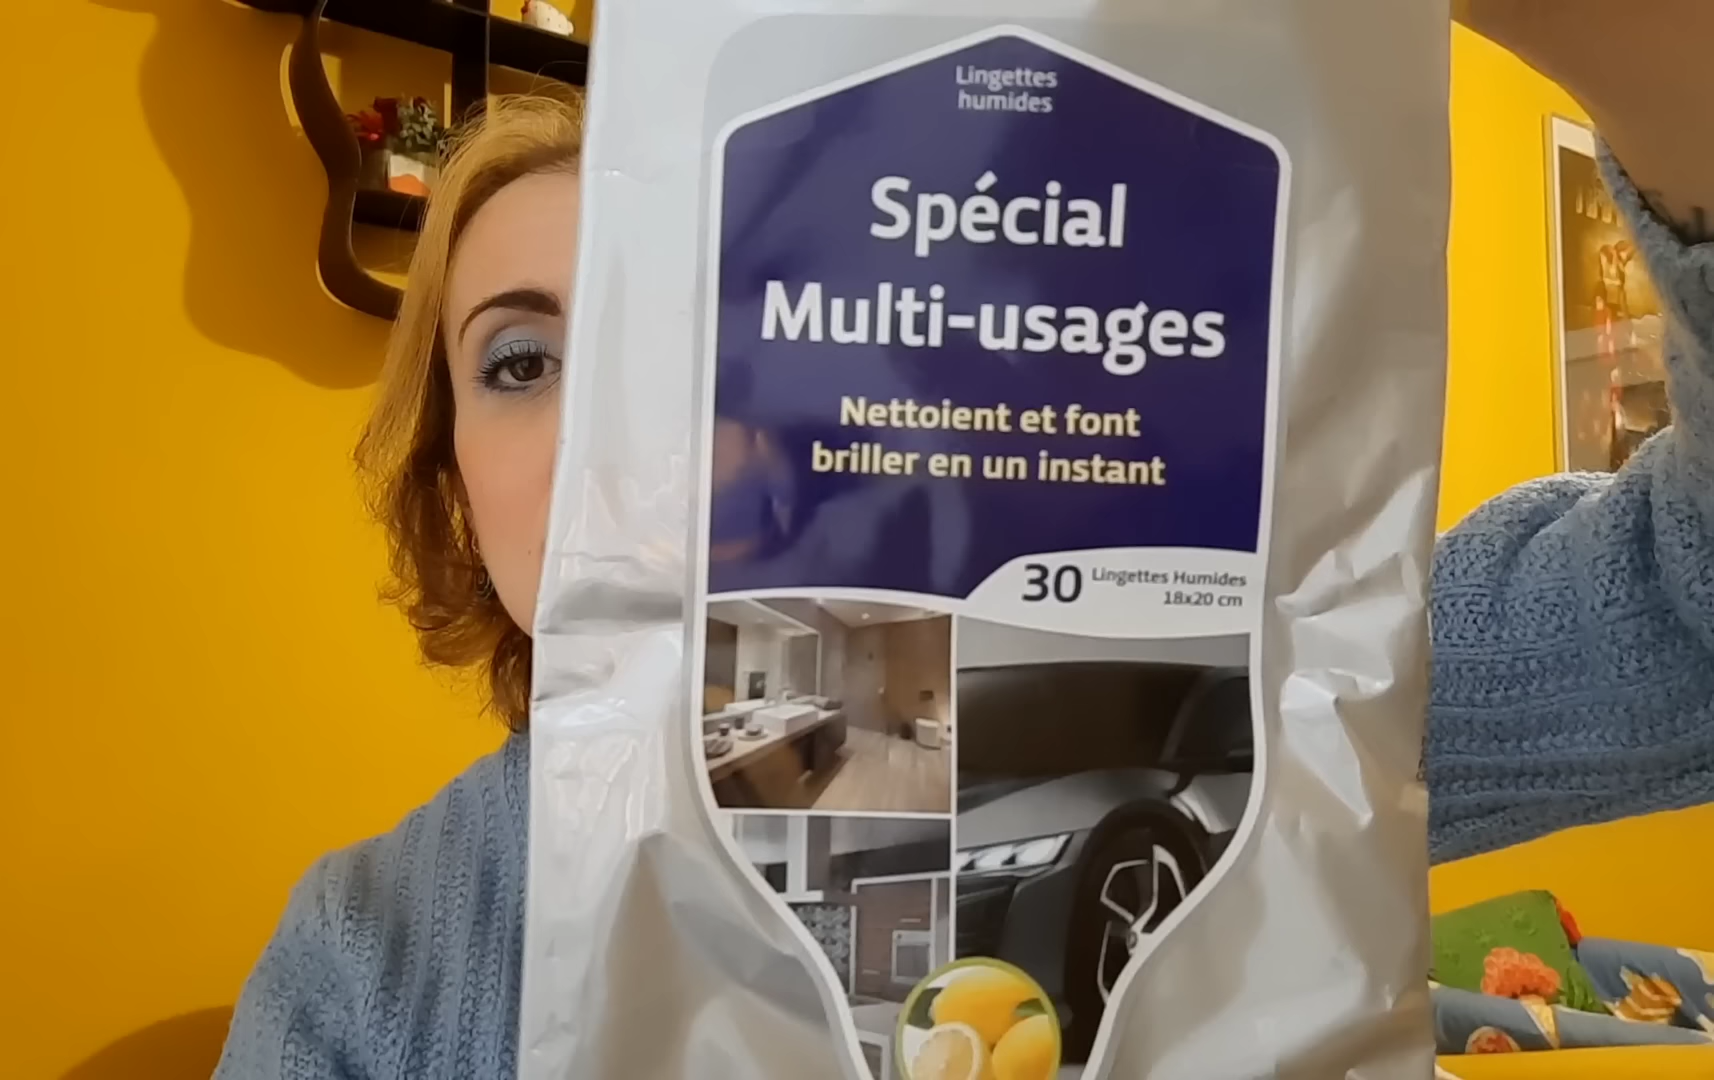 Lingettes
humides
Spécial
Multi-usages
Nettoient et font
briller en un instant
30 Lingettes Humides
18x20 cm